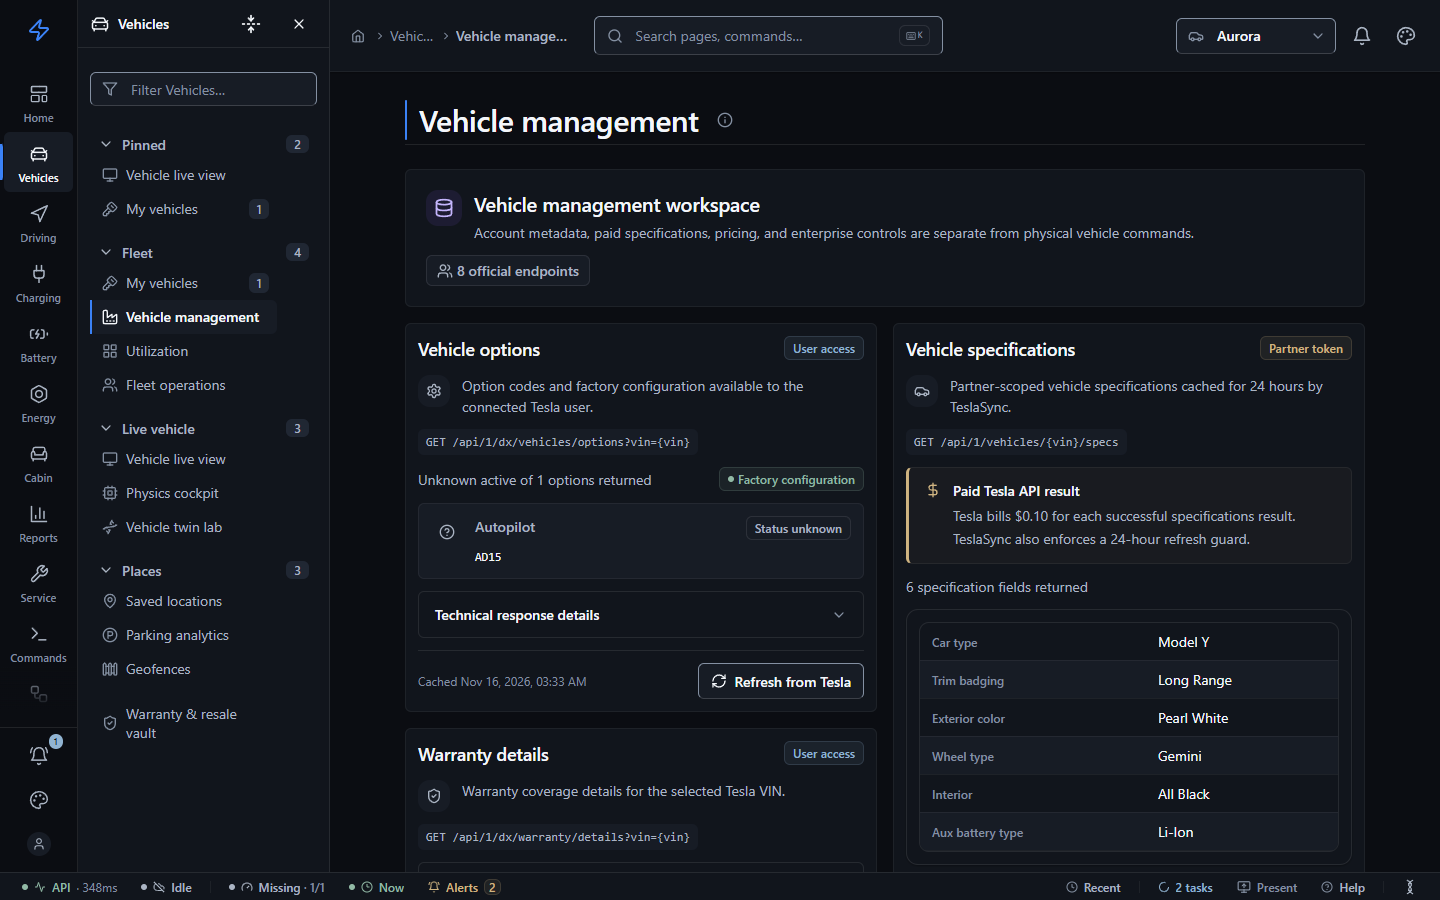 Home
Vehicles
Driving
Charging
Battery
Energy
Cabin
Reports
Service
Commands
1
Vehicles
Filter Vehicles...
Pinned 2
Vehicle live view
My vehicles 1
Fleet 4
My vehicles 1
Vehicle management
Utilization
Fleet operations
Live vehicle 3
Vehicle live view
Physics cockpit
Vehicle twin lab
Places 3
Saved locations
Parking analytics
Geofences
Warranty & resale
vault
Vehic... Vehicle manage...
Search pages, commands... K
Aurora
Vehicle management
Vehicle management workspace
Account metadata, paid specifications, pricing, and enterprise controls are separate from physical vehicle commands.
8 official endpoints
Vehicle options User access
Option codes and factory configuration available to the
connected Tesla user.
GET /api/1/dx/vehicles/options?vin={vin}
Unknown active of 1 options returned Factory configuration
Autopilot Status unknown
AD15
Technical response details
Cached Nov 16, 2026, 03:33 AM Refresh from Tesla
Warranty details User access
Warranty coverage details for the selected Tesla VIN.
GET /api/1/dx/warranty/details?vin={vin}
Vehicle specifications Partner token
Partner-scoped vehicle specifications cached for 24 hours by
TeslaSync.
GET /api/1/vehicles/{vin}/specs
Paid Tesla API result
Tesla bills $0.10 for each successful specifications result.
TeslaSync also enforces a 24-hour refresh guard.
6 specification fields returned
Car type Model Y
Trim badging Long Range
Exterior color Pearl White
Wheel type Gemini
Interior All Black
Aux battery type Li-Ion
API · 348ms Idle Missing · 1/1 Now Alerts 2 Recent 2 tasks Present Help